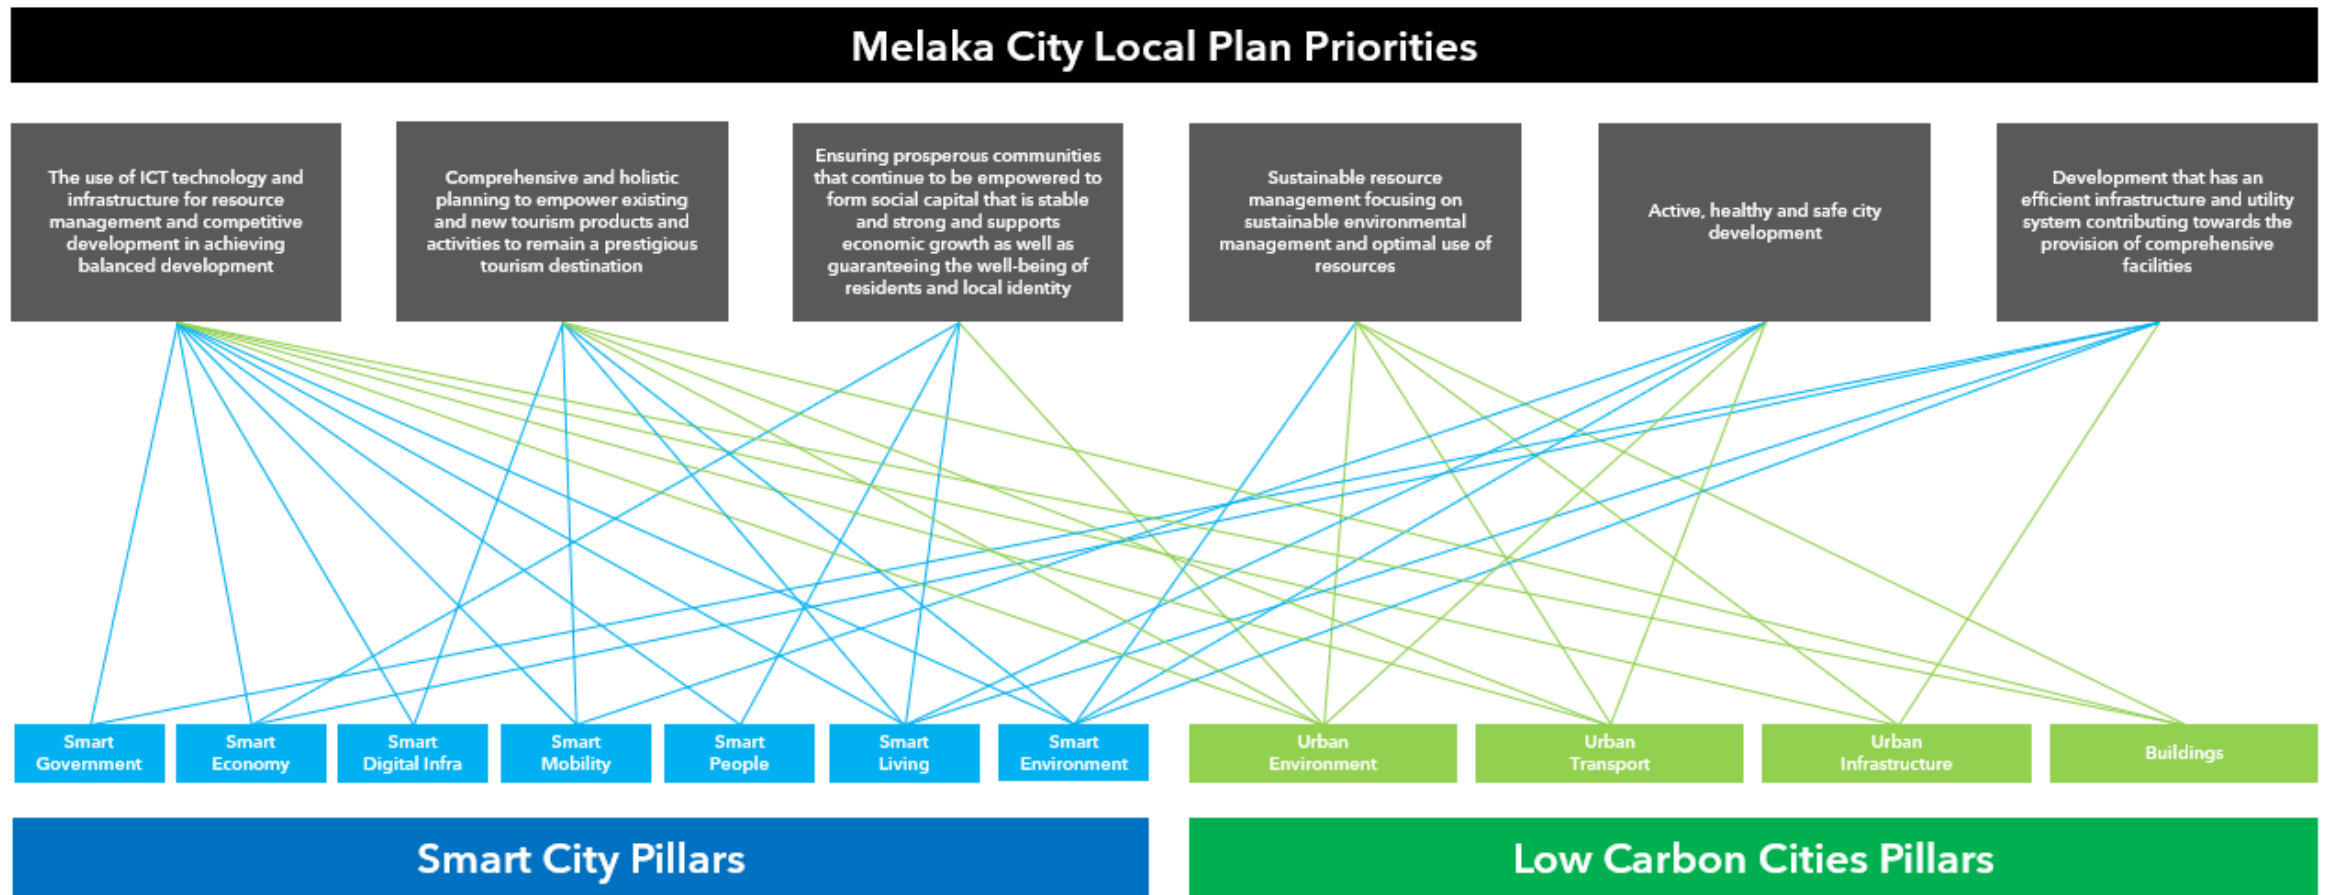 Melaka City Local Plan Priorities
The use of ICT technology and
infrastructure for resource
management and competitive
development in achieving
balanced development
Comprehensive and holistic
planning to empower existing
and new tourism products and
activities to remain a prestigious
tourism destination
Ensuring prosperous communities
that continue to be empowered to
form social capital that is stable
and strong and supports
economic growth as well as
guaranteeing the well-being of
residents and local identity
Sustainable resource
management focusing on
sustainable environmental
management and optimal use of
resources
Active, healthy and safe city
development
Development that has an
efficient infrastructure and utility
system contributing towards the
provision of comprehensive
facilities
Smart
Government
Smart
Economy
Smart
Digital Infra
Smart
Mobility
Smart
People
Smart
Living
Smart
Environment
Urban
Environment
Urban
Transport
Urban
Infrastructure
Buildings
Smart City Pillars
Low Carbon Cities Pillars